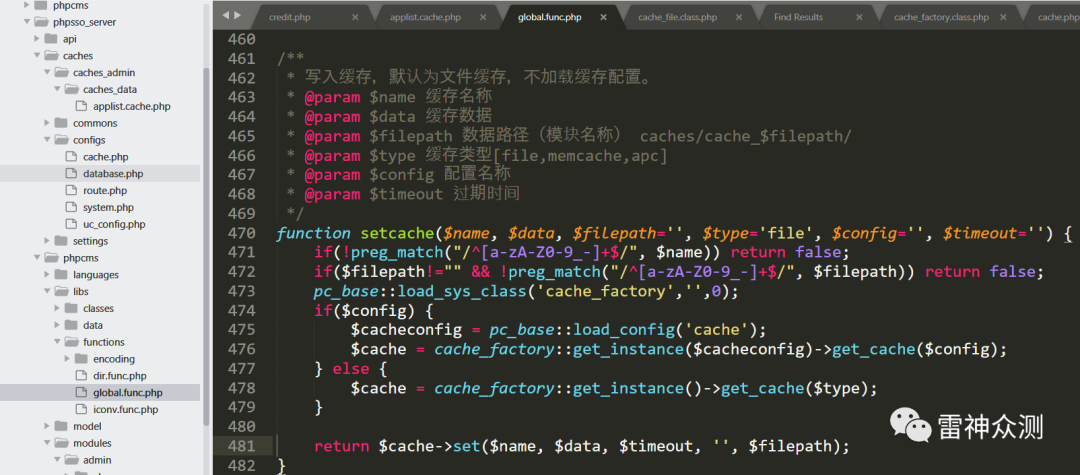 phpcms
phpsso_server
api
caches
caches_admin
caches_data
applist.cache.php
commons
configs
cache.php
database.php
route.php
system.php
uc_config.php
settings
phpcms
languages
libs
classes
data
functions
encoding
dir.func.php
global.func.php
iconv.func.php
model
modules
admin
credit.php × applist.cache.php × global.func.php × cache_file.class.php × Find Results × cache_factory.class.php × cache.php
460
461 /**
462 * 写入缓存，默认为文件缓存，不加载缓存配置。
463 * @param $name 缓存名称
464 * @param $data 缓存数据
465 * @param $filepath 数据路径（模块名称） caches/cache_$filepath/
466 * @param $type 缓存类型[file,memcache,apc]
467 * @param $config 配置名称
468 * @param $timeout 过期时间
469 */
470 function setcache($name, $data, $filepath='', $type='file', $config='', $timeout='') {
471 if(!preg_match("/^[a-zA-Z0-9_-]+$/", $name)) return false;
472 if($filepath!="" && !preg_match("/^[a-zA-Z0-9_-]+$/", $filepath)) return false;
473 pc_base::load_sys_class('cache_factory','',0);
474 if($config) {
475 $cacheconfig = pc_base::load_config('cache');
476 $cache = cache_factory::get_instance($cacheconfig)->get_cache($config);
477 } else {
478 $cache = cache_factory::get_instance()->get_cache($type);
479 }
480
481 return $cache->set($name, $data, $timeout, '', $filepath);
482 }
雷神众测